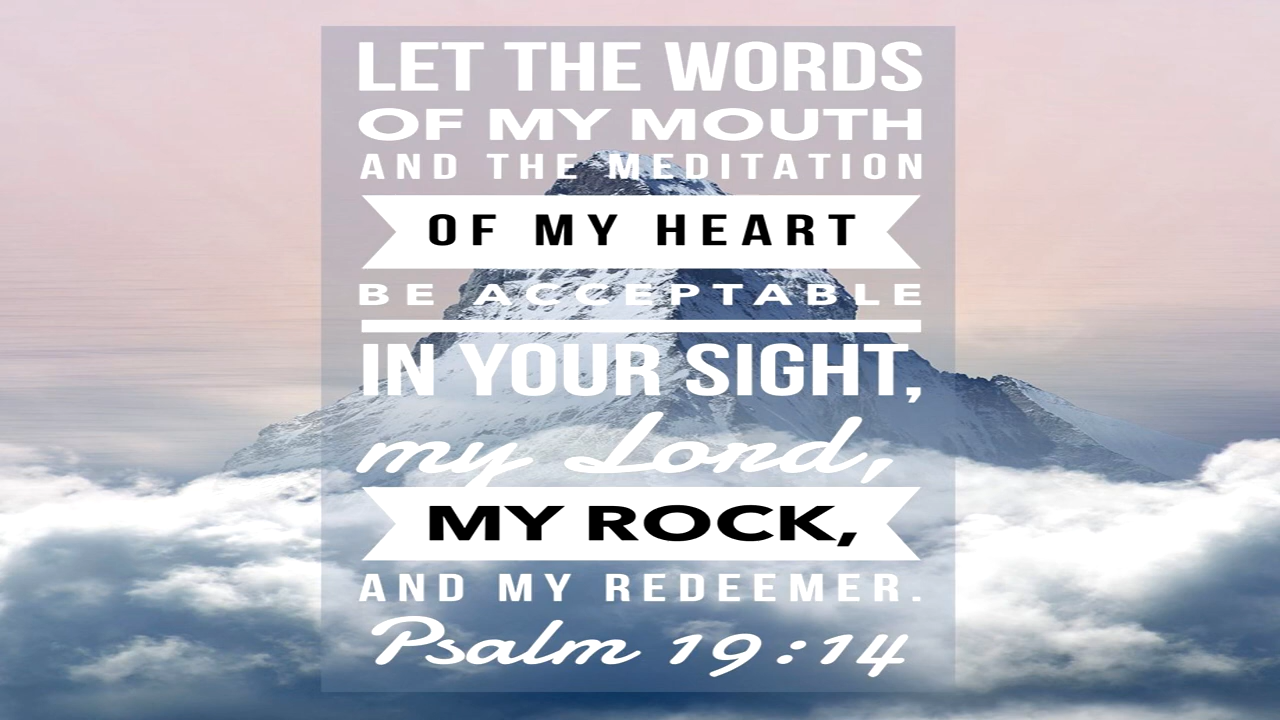 LET THE WORDS
OF MY MOUTH
AND THE MEDITATION
OF MY HEART
BE ACCEPTABLE
IN YOUR SIGHT,
my Lord,
MY ROCK,
AND MY REDEEMER.
Psalm 19:14